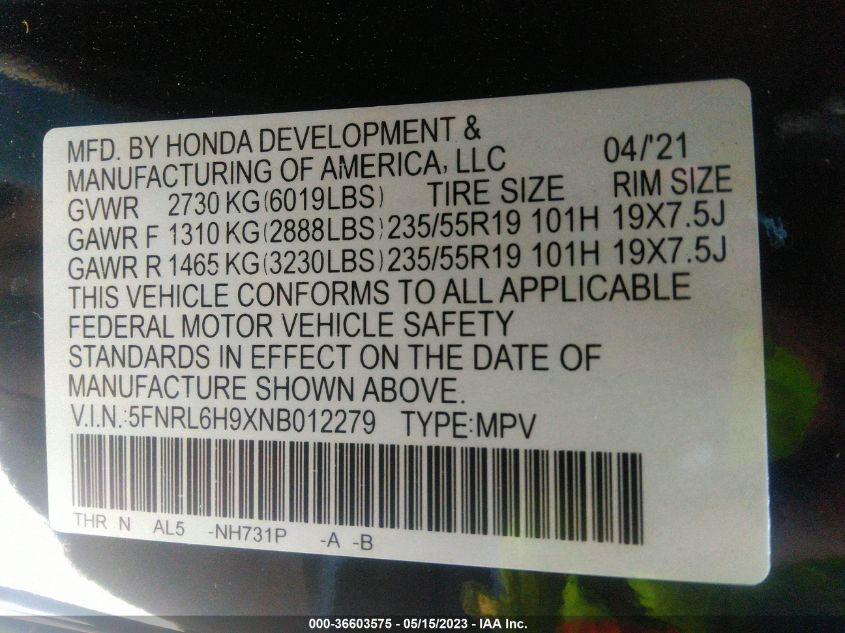 MFD. BY HONDA DEVELOPMENT &
MANUFACTURING OF AMERICA, LLC 04/'21
GVWR 2730 KG (6019LBS) TIRE SIZE RIM SIZE
GAWR F 1310 KG (2888LBS) 235/55R19 101H 19X7.5J
GAWR R 1465 KG (3230LBS) 235/55R19 101H 19X7.5J
THIS VEHICLE CONFORMS TO ALL APPLICABLE
FEDERAL MOTOR VEHICLE SAFETY
STANDARDS IN EFFECT ON THE DATE OF
MANUFACTURE SHOWN ABOVE.
V.I.N.:5FNRL6H9XNB012279 TYPE:MPV
THR N AL5 -NH731P -A -B
000-36603575 - 05/15/2023 - IAA Inc.